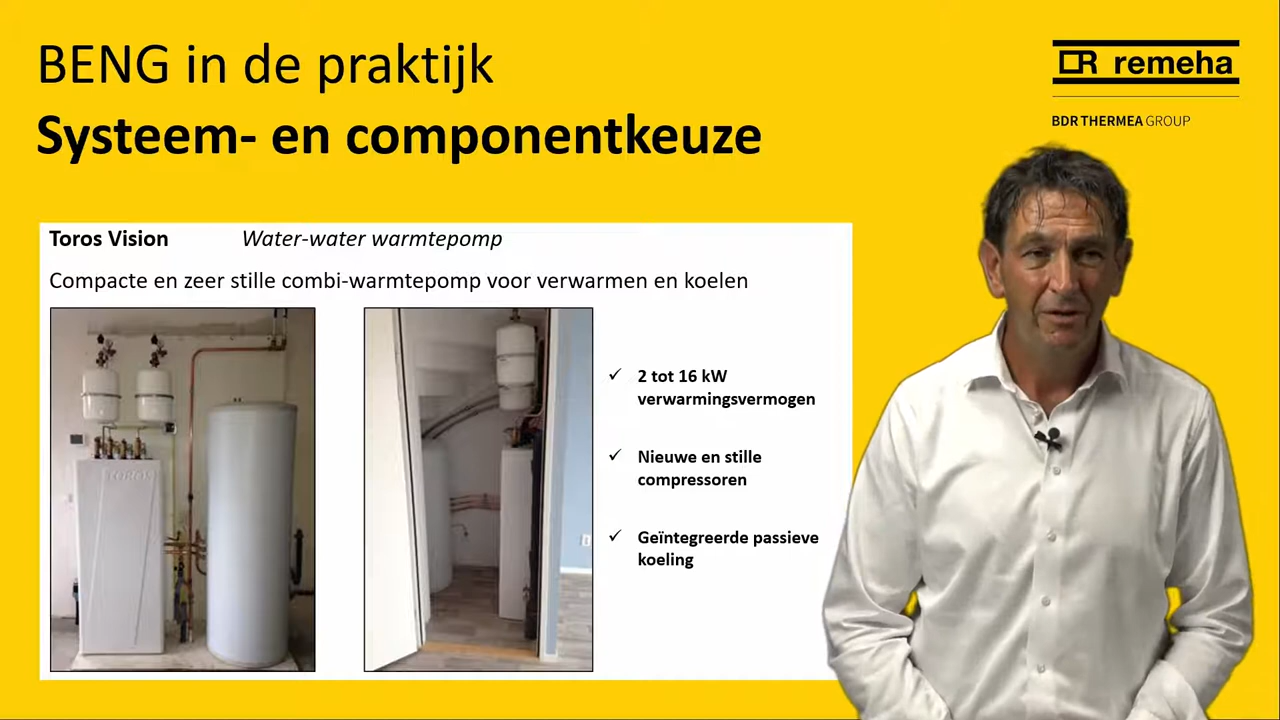 BENG in de praktijk
Systeem- en componentkeuze
remeha
BDR THERMEA GROUP
Toros Vision Water-water warmtepomp
Compacte en zeer stille combi-warmtepomp voor verwarmen en koelen
TOROS
✓ 2 tot 16 kW
verwarmingsvermogen
✓ Nieuwe en stille
compressoren
✓ Geïntegreerde passieve
koeling